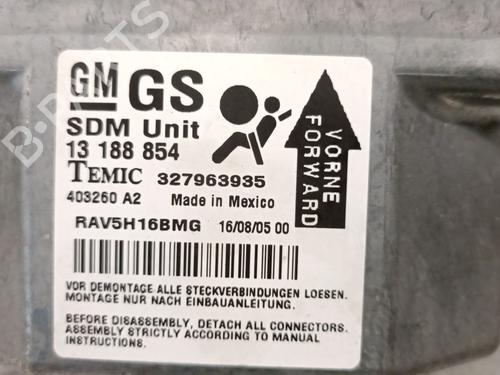 GM GS
SDM Unit
13 188 854
TEMIC 327963935
403260 A2 Made in Mexico
RAV5H16BMG 16/08/05 00
VORNE
FORWARD
VOR DEMONTAGE ALLE STECKVERBINDUNGEN LOESEN.
MONTAGE NUR NACH EINBAUANLEITUNG.
BEFORE DISASSEMBLY, DETACH ALL CONNECTORS.
ASSEMBLY STRICTLY ACCORDING TO MANUAL
INSTRUCTIONS.
B-PARTS